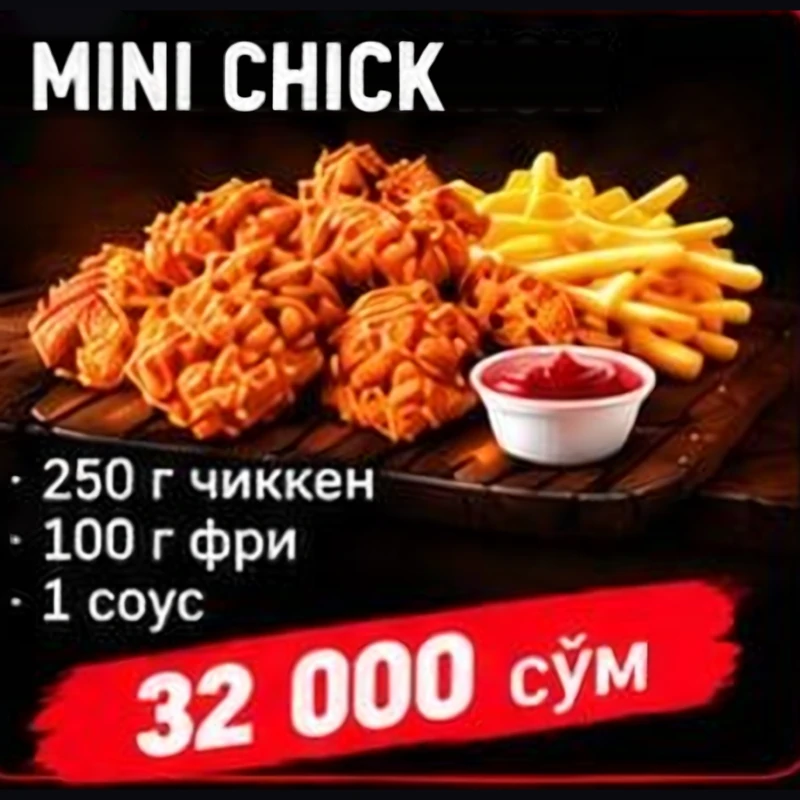 MINI CHICK
· 250 г чиккен
· 100 г фри
· 1 соус
32 000 сўм